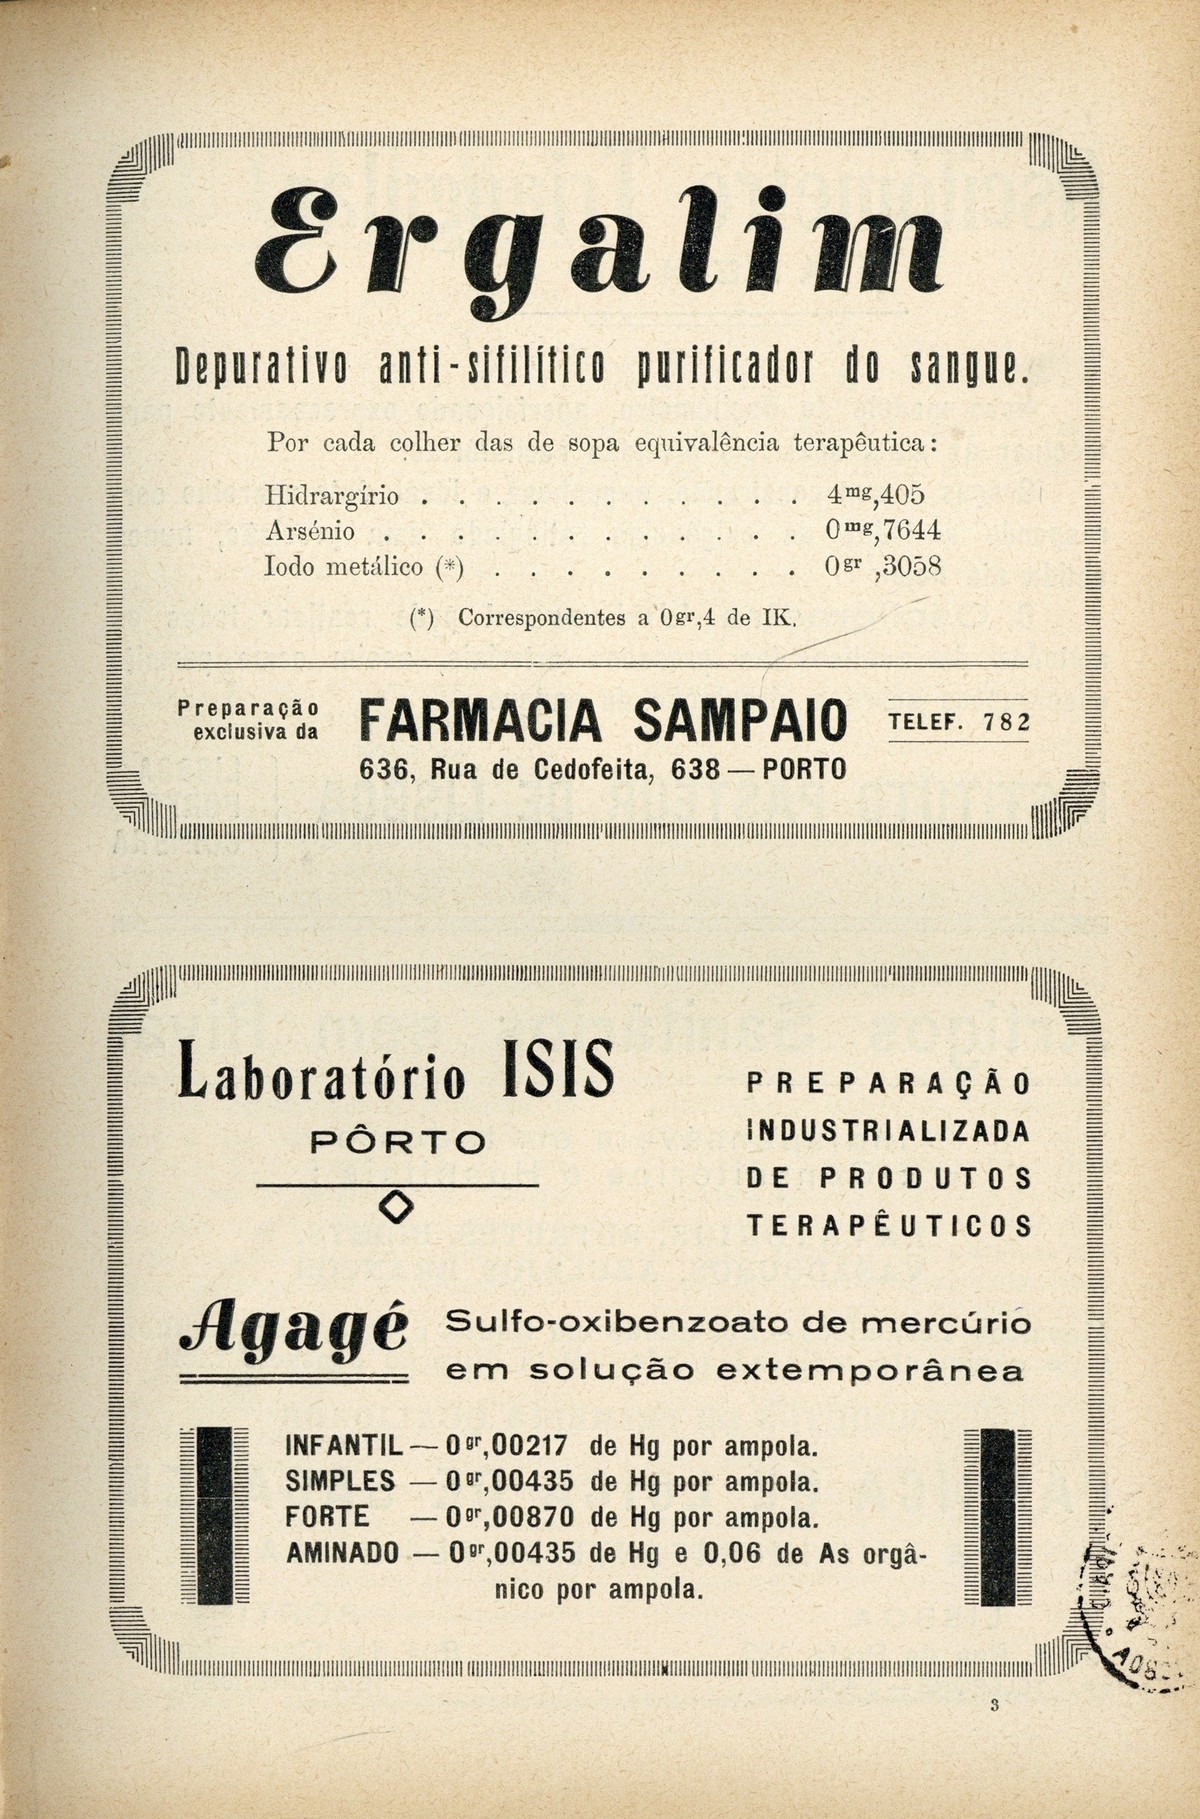 Ergalim
Depurativo anti-sifilítico purificador do sangue.
Por cada colher das de sopa equivalência terapêutica:
Hidrargírio . . . . . . . . . . . 4mg,405
Arsénio . . . . . . . . . . . . 0mg,7644
Iodo metálico (*) . . . . . . . . . 0gr ,3058
(*) Correspondentes a 0gr,4 de IK.
Preparação
exclusiva da
FARMACIA SAMPAIO
636, Rua de Cedofeita, 638 — PORTO
TELEF. 782
Laboratório ISIS
PÔRTO
PREPARAÇÃO
INDUSTRIALIZADA
DE PRODUTOS
TERAPÊUTICOS
Agagé
Sulfo-oxibenzoato de mercúrio
em solução extemporânea
INFANTIL — 0gr,00217 de Hg por ampola.
SIMPLES — 0gr,00435 de Hg por ampola.
FORTE — 0gr,00870 de Hg por ampola.
AMINADO — 0gr,00435 de Hg e 0,06 de As orgâ-
nico por ampola.
3